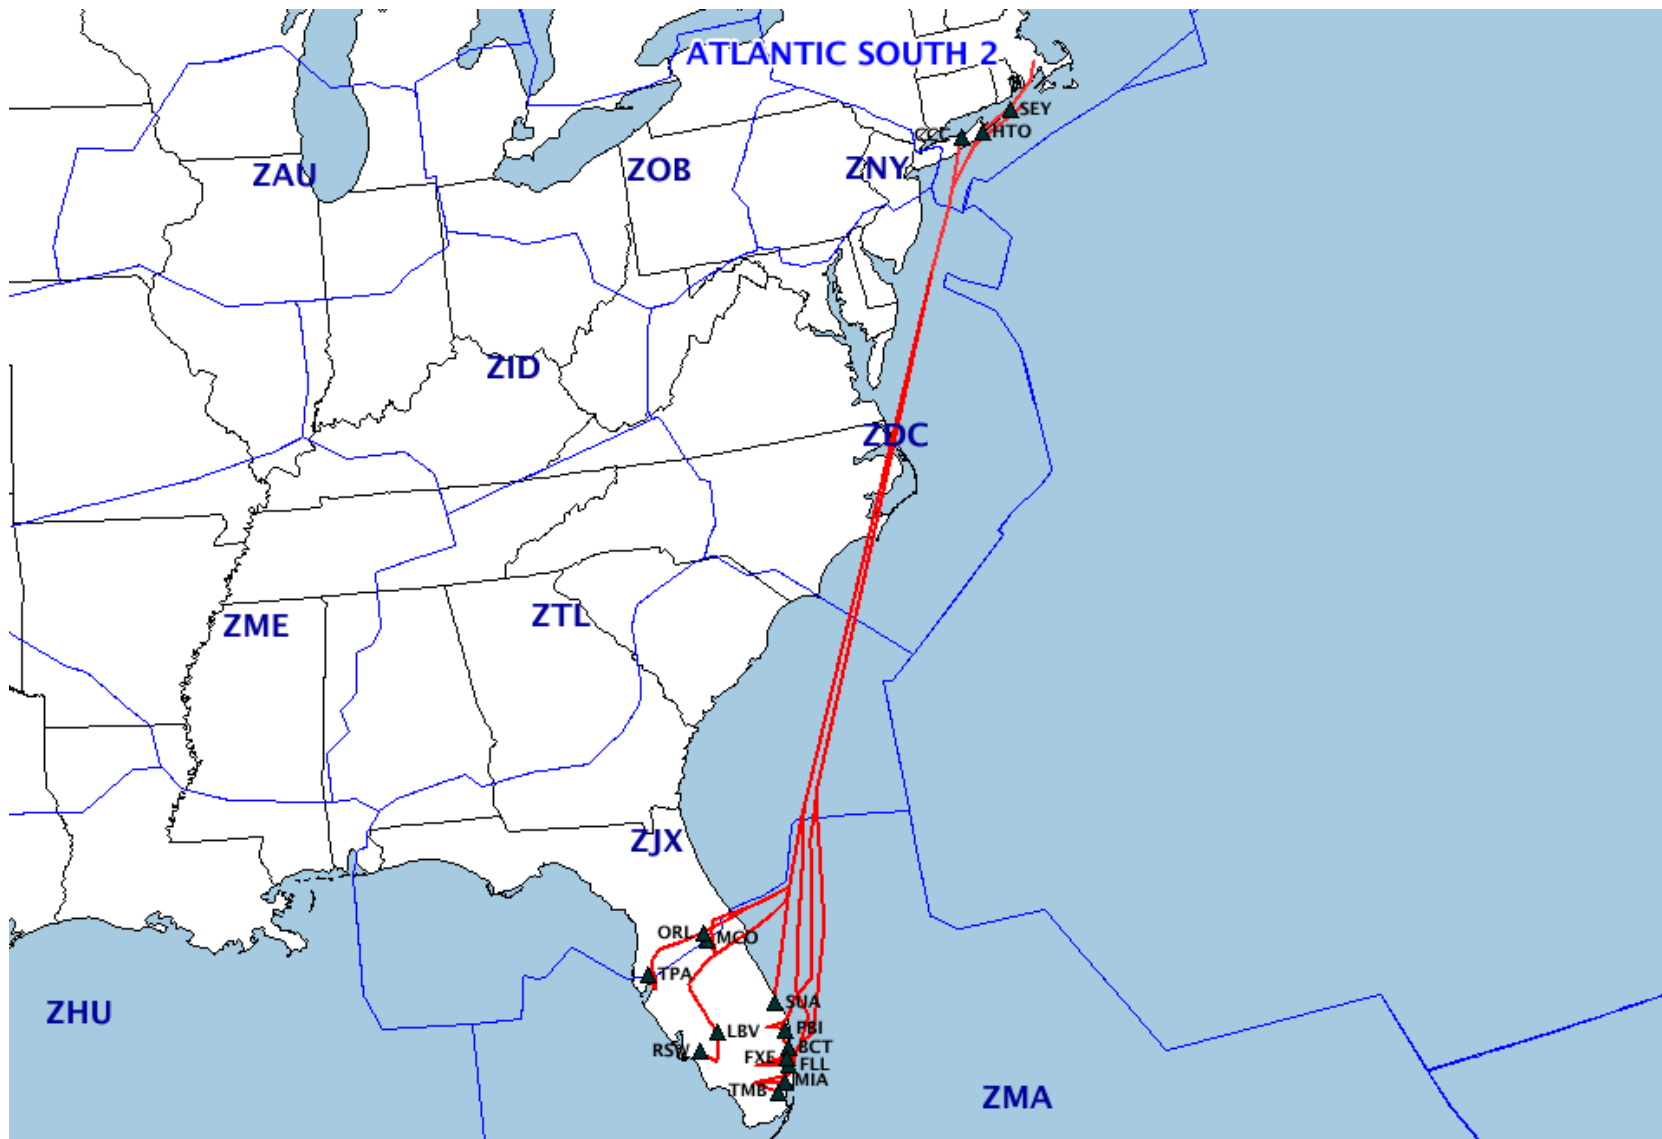 ATLANTIC SOUTH 2
SEY
CCC
HTO
ZAU
ZOB
ZNY
ZID
ZDC
ZME
ZTL
ZJX
ORL
MCO
TPA
ZHU
SUA
LBV
PBI
RSW
BCT
FXE
FLL
MIA
TMB
ZMA